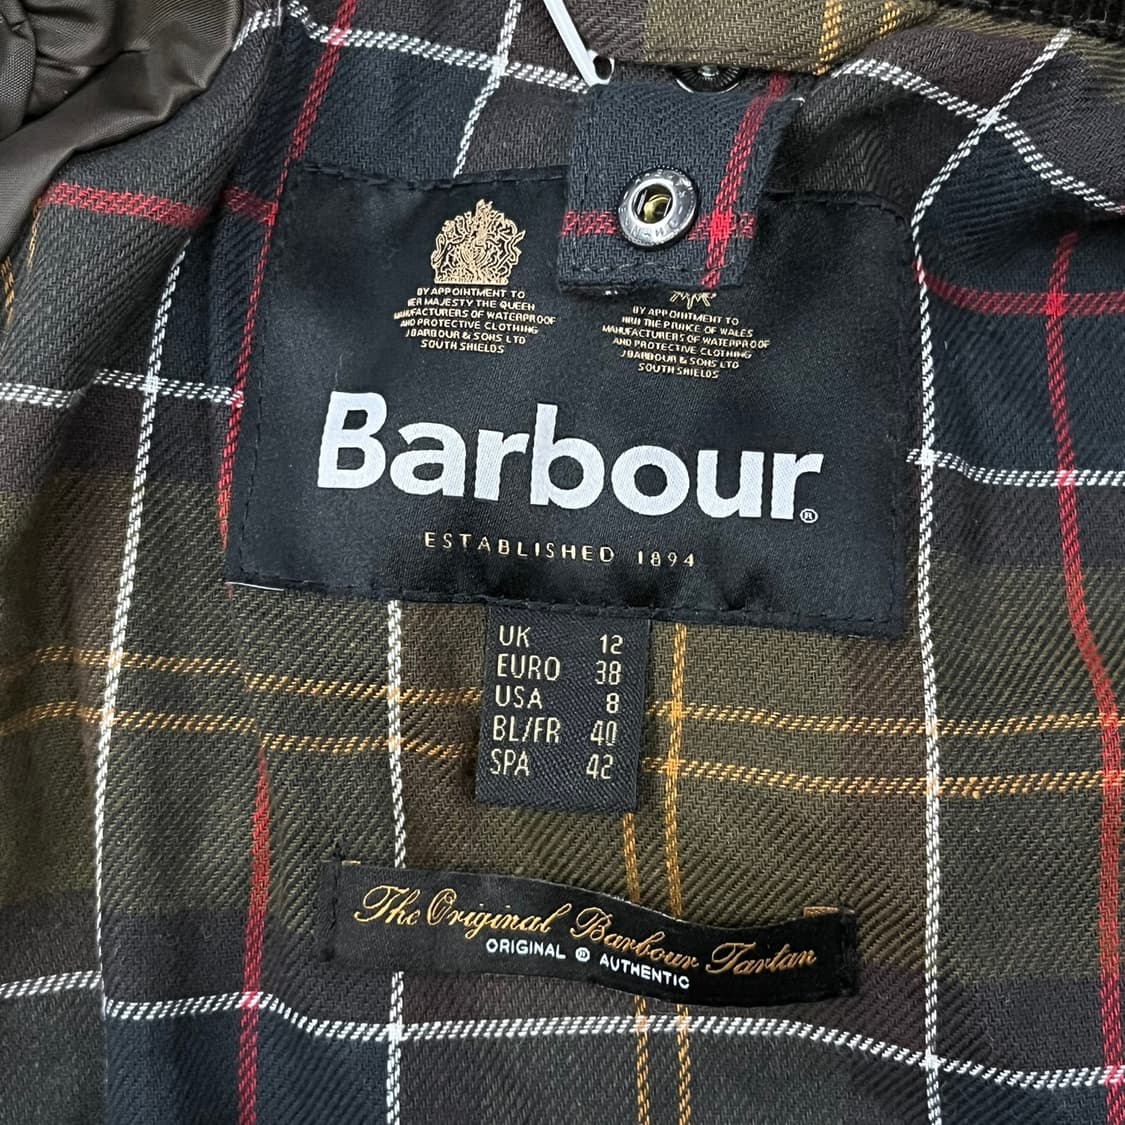 BY APPOINTMENT TO
HER MAJESTY THE QUEEN
MANUFACTURERS OF WATERPROOF
AND PROTECTIVE CLOTHING
J BARBOUR & SONS LTD
SOUTH SHIELDS
BY APPOINTMENT TO
HRH THE PRINCE OF WALES
MANUFACTURERS OF WATERPROOF
AND PROTECTIVE CLOTHING
J BARBOUR & SONS LTD
SOUTH SHIELDS
Barbour®
ESTABLISHED 1894
UK 12
EURO 38
USA 8
BL/FR 40
SPA 42
The Original Barbour Tartan
ORIGINAL AUTHENTIC